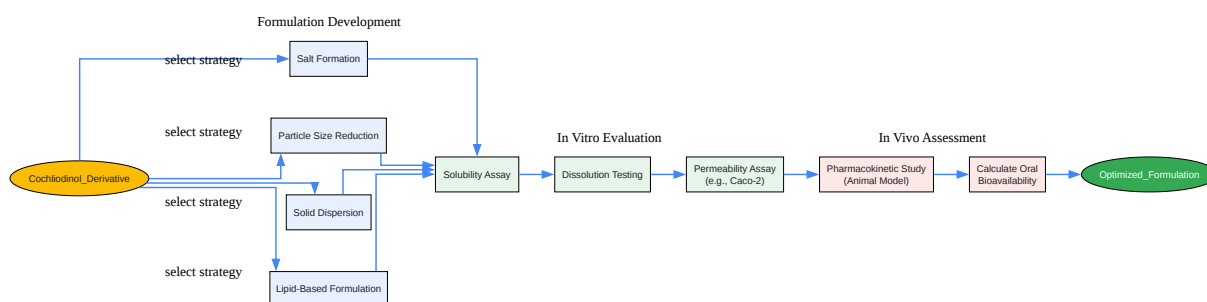 Formulation Development
select strategy
Salt Formation
select strategy
Particle Size Reduction
In Vitro Evaluation
In Vivo Assessment
Cochliodinol_Derivative
Solubility Assay
Dissolution Testing
Permeability Assay
(e.g., Caco-2)
Pharmacokinetic Study
(Animal Model)
Calculate Oral
Bioavailability
Optimized_Formulation
select strategy
Solid Dispersion
select strategy
Lipid-Based Formulation